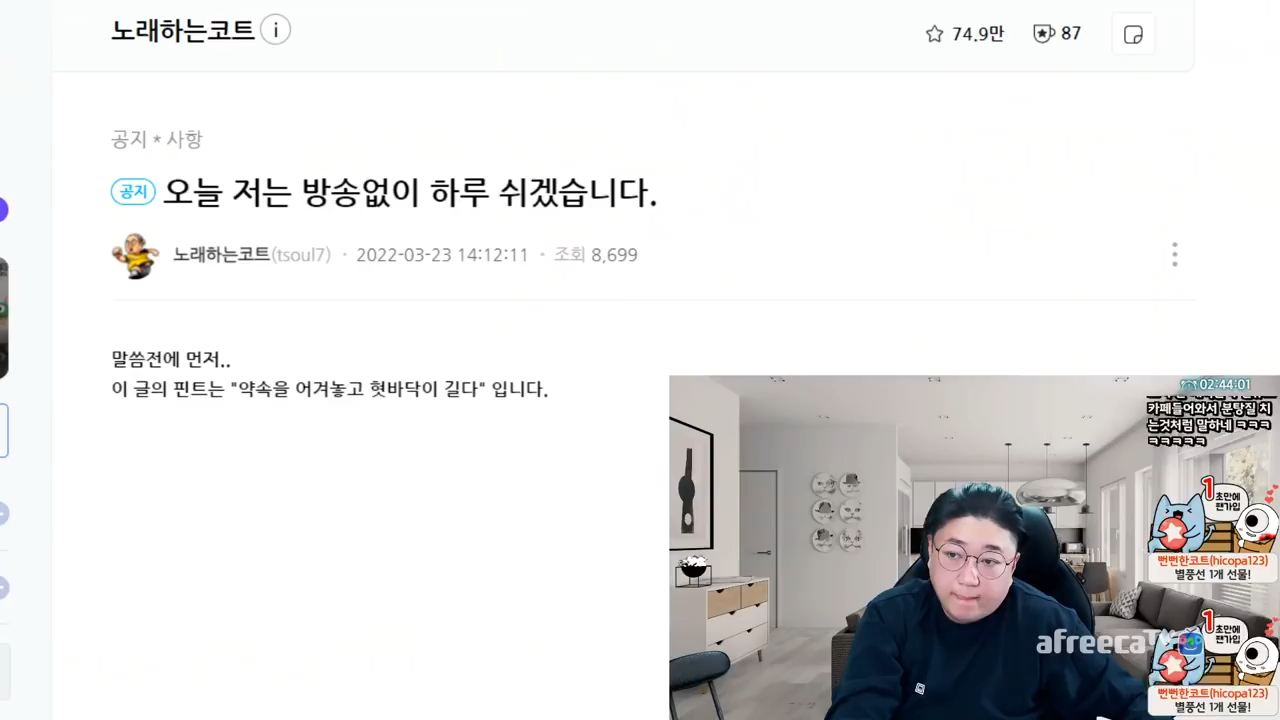 노래하는코트
74.9만
87
공지 * 사항
공지 오늘 저는 방송없이 하루 쉬겠습니다.
노래하는코트(tsoul7) · 2022-03-23 14:12:11 · 조회 8,699
말씀전에 먼저..
이 글의 핀트는 "약속을 어겨놓고 혓바닥이 길다" 입니다.
02:44:01
카페들어와서 분탕질 치
는것처럼 말하네 ㅋㅋㅋ
ㅋㅋㅋㅋㅋ
1
초만에
팬가입
뻔뻔한코트(hicopa123)
별풍선 1개 선물!
afreecaTV
1
초만에
팬가입
뻔뻔한코트(hicopa123)
별풍선 1개 선물!